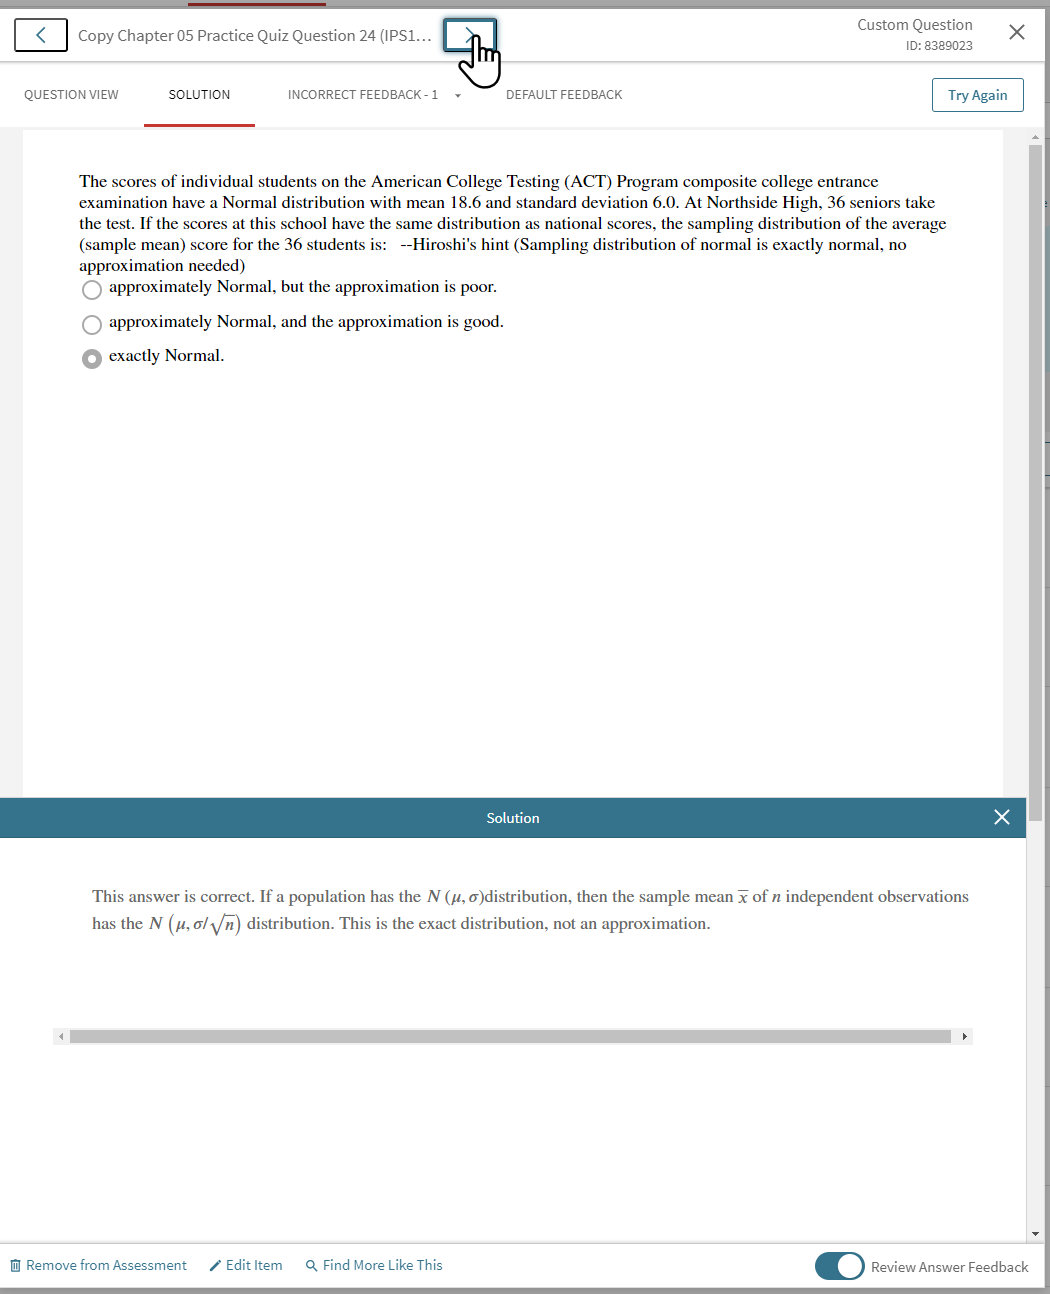 Copy Chapter 05 Practice Quiz Question 24 (IPS1...
Custom Question
ID: 8389023
QUESTION VIEW
SOLUTION
INCORRECT FEEDBACK - 1
DEFAULT FEEDBACK
Try Again
The scores of individual students on the American College Testing (ACT) Program composite college entrance
examination have a Normal distribution with mean 18.6 and standard deviation 6.0. At Northside High, 36 seniors take
the test. If the scores at this school have the same distribution as national scores, the sampling distribution of the average
(sample mean) score for the 36 students is:   --Hiroshi's hint (Sampling distribution of normal is exactly normal, no
approximation needed)
approximately Normal, but the approximation is poor.
approximately Normal, and the approximation is good.
exactly Normal.
Solution
This answer is correct. If a population has the N (μ, σ)distribution, then the sample mean x̅ of n independent observations
has the N (μ, σ/√n) distribution. This is the exact distribution, not an approximation.
Remove from Assessment
Edit Item
Find More Like This
Review Answer Feedback